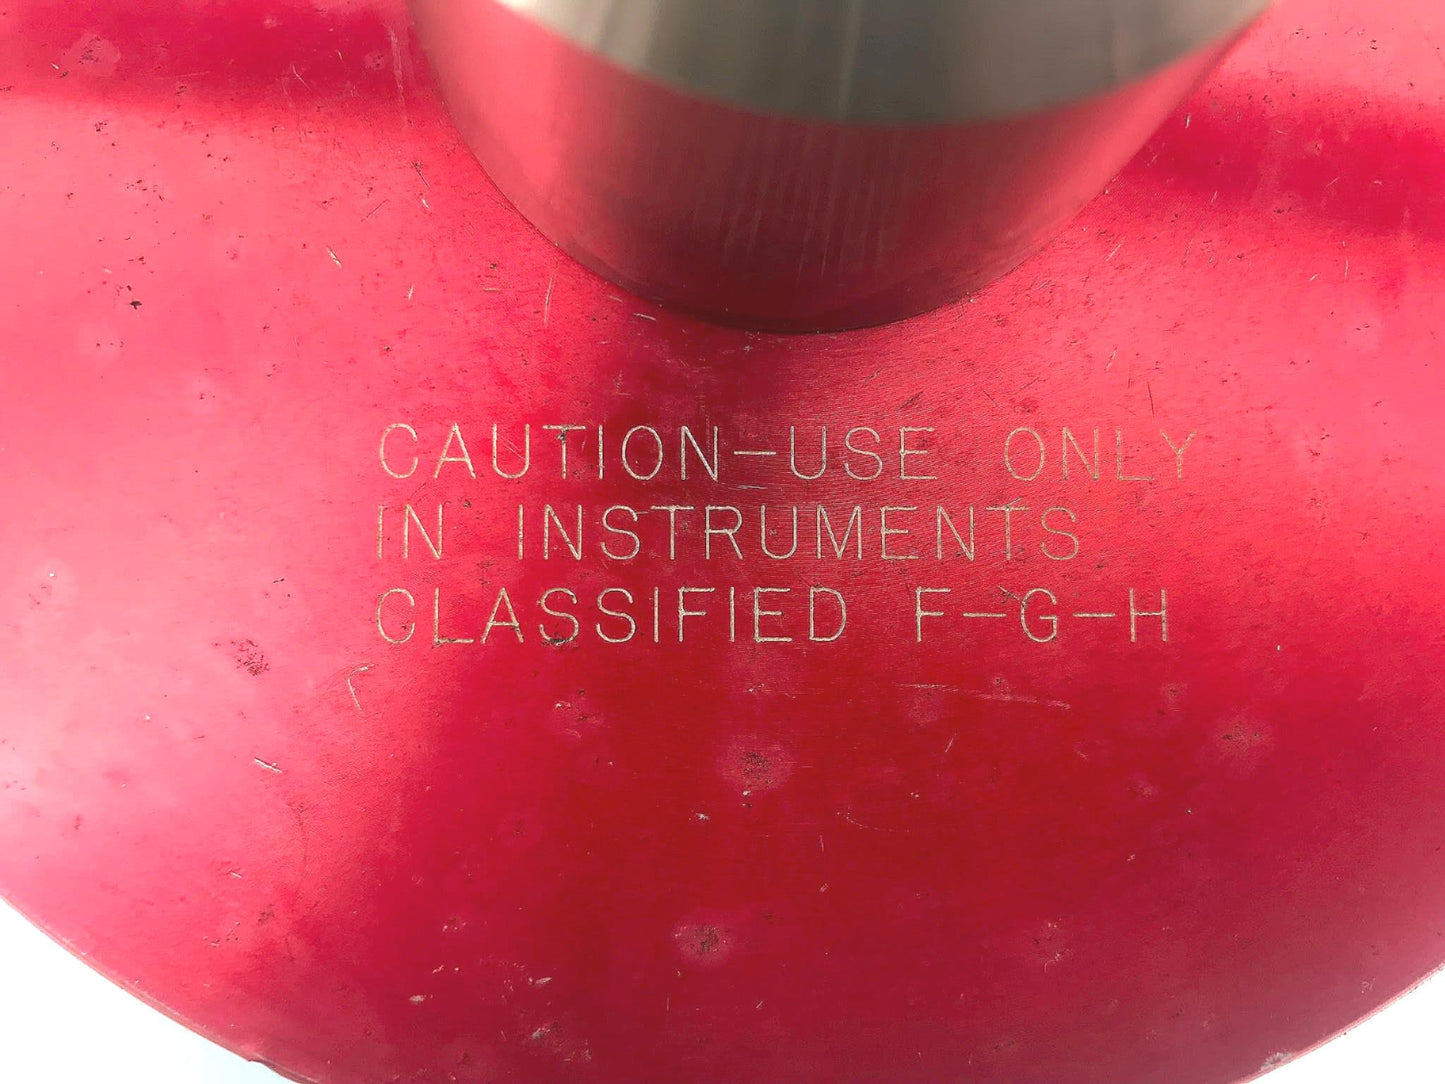 CAUTION-USE ONLY
IN INSTRUMENTS
CLASSIFIED F-G-H